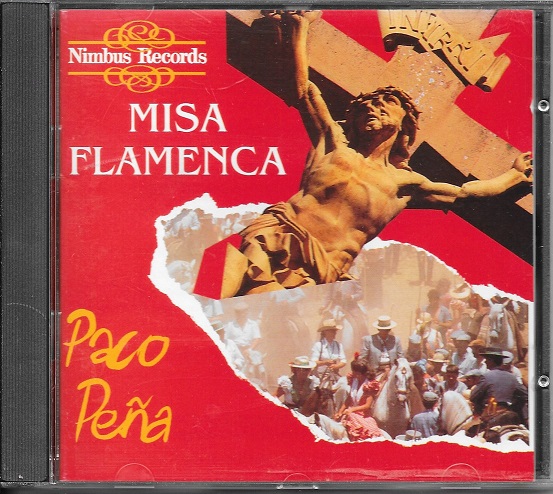 Nimbus Records
MISA
FLAMENCA
Paco
Peña